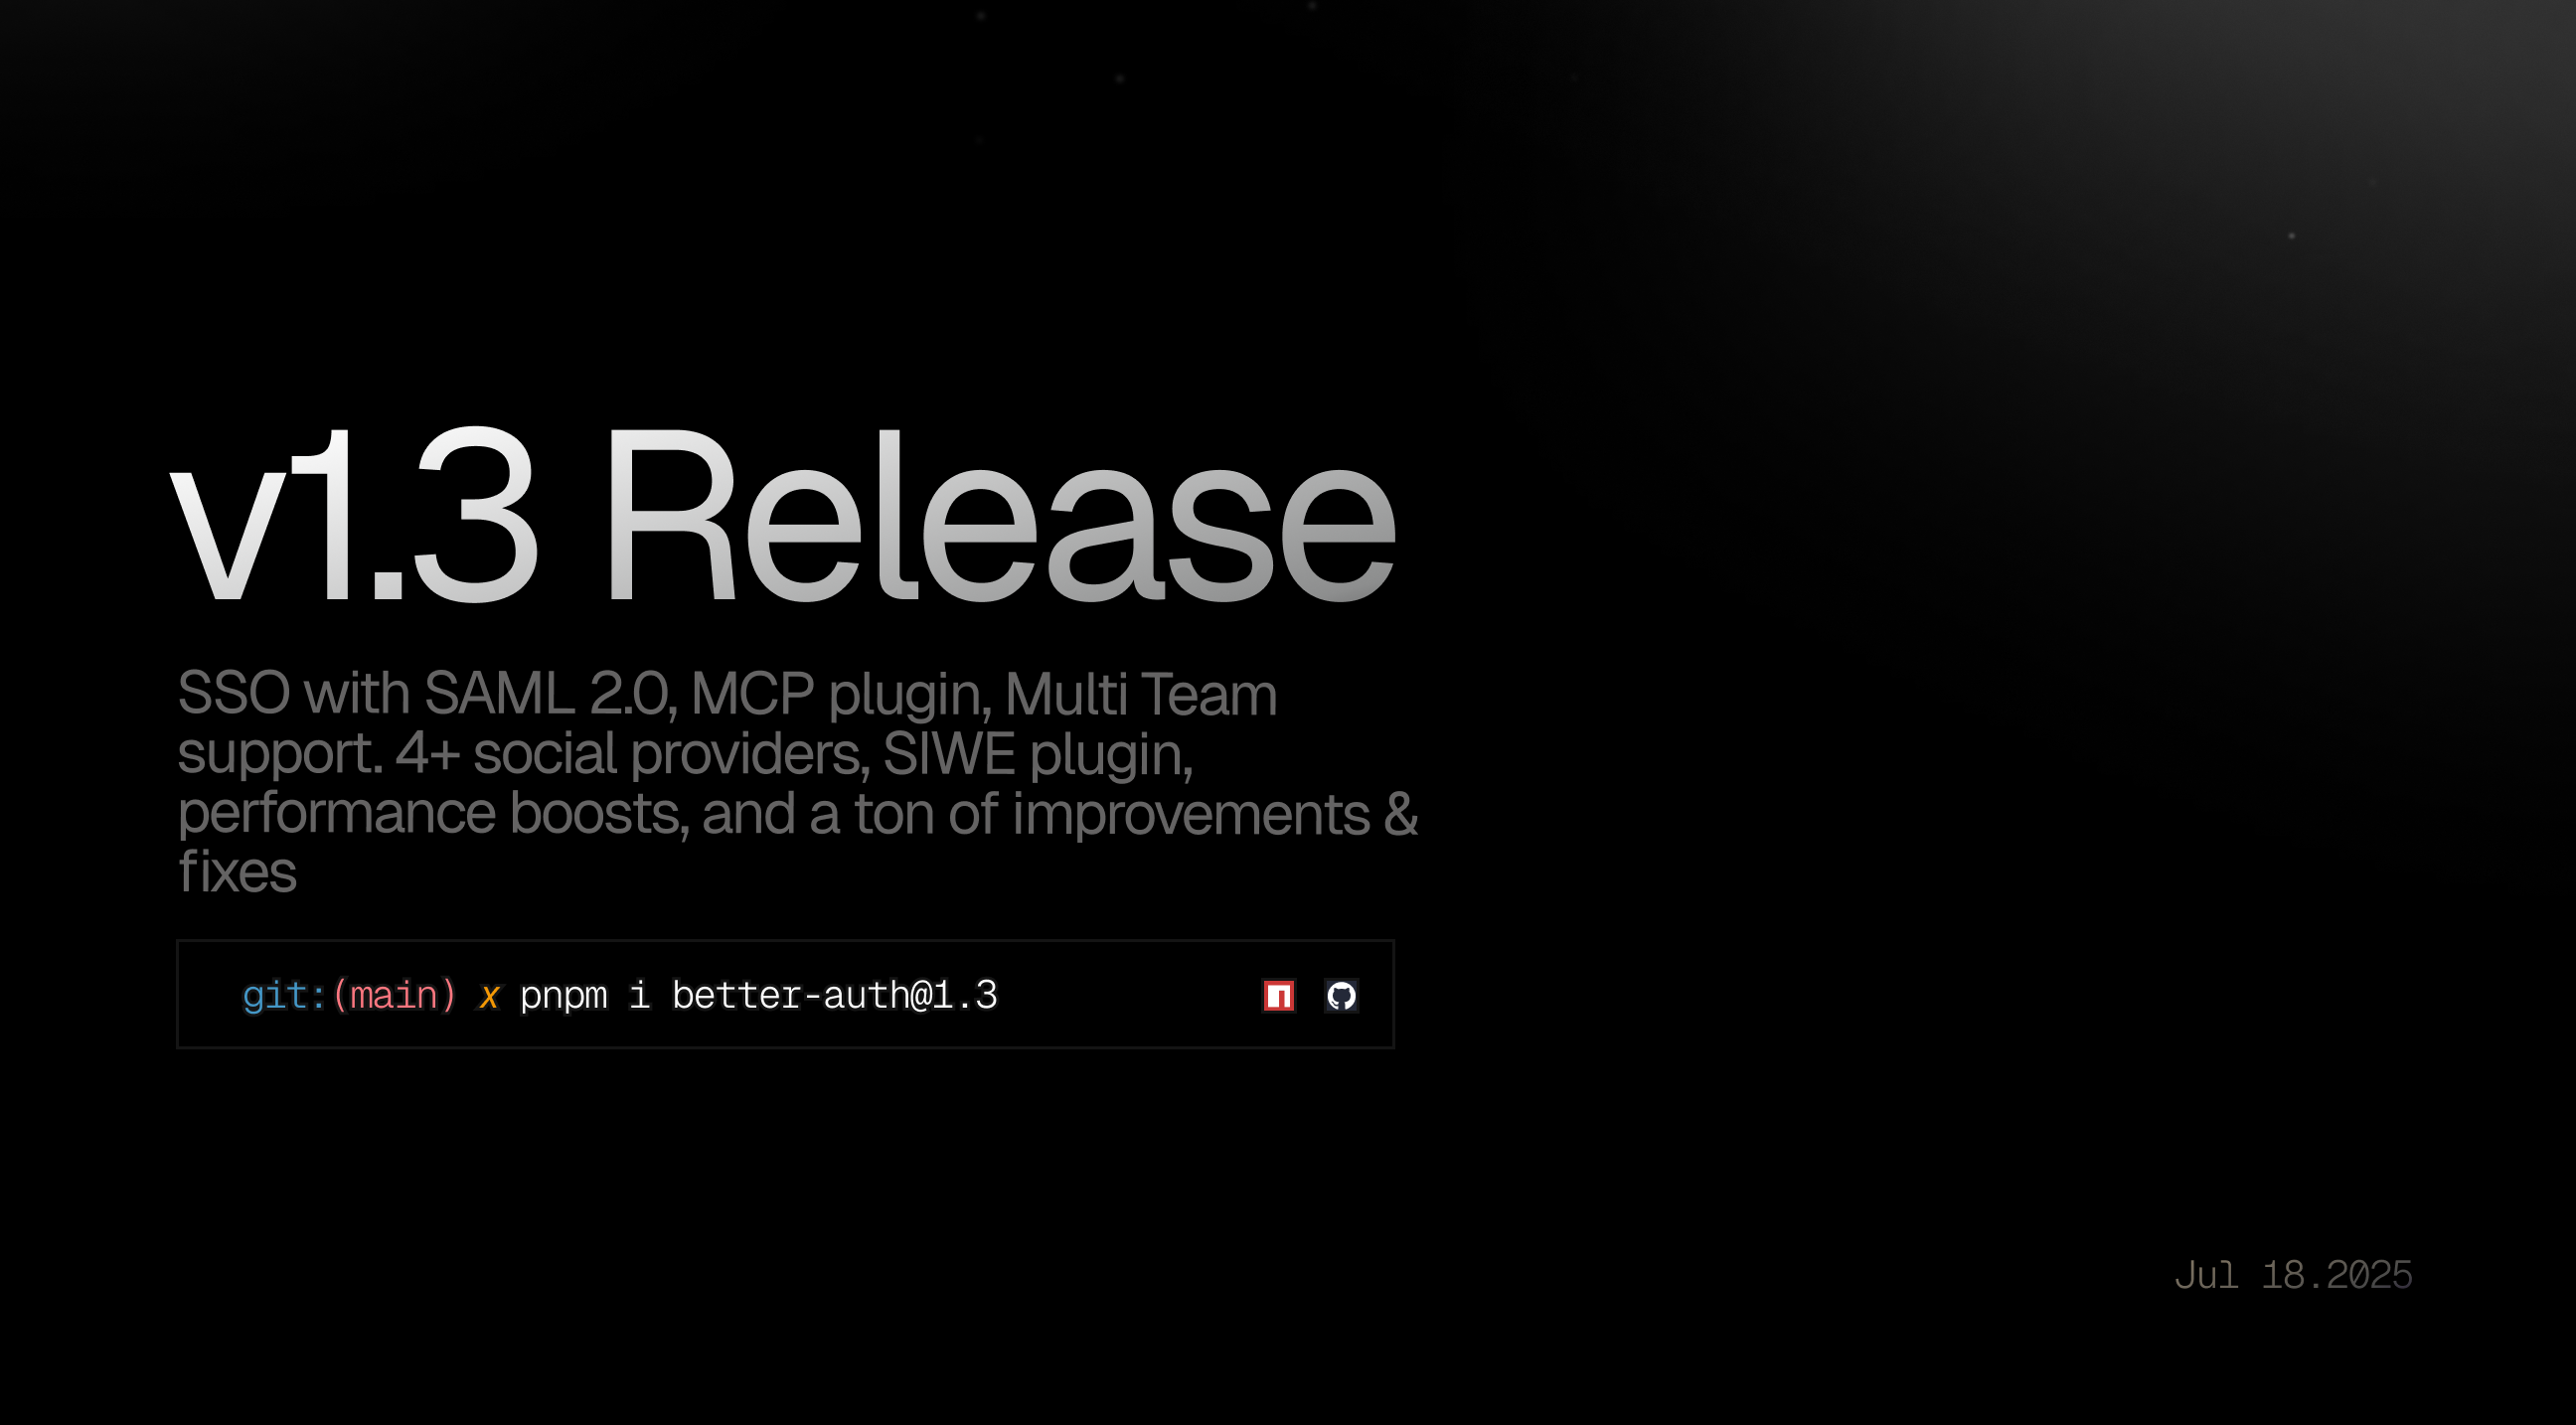 v1.3 Release
SSO with SAML 2.0, MCP plugin, Multi Team
support. 4+ social providers, SIWE plugin,
performance boosts, and a ton of improvements &
fixes
git:(main) x pnpm i better-auth@1.3
Jul 18.2025